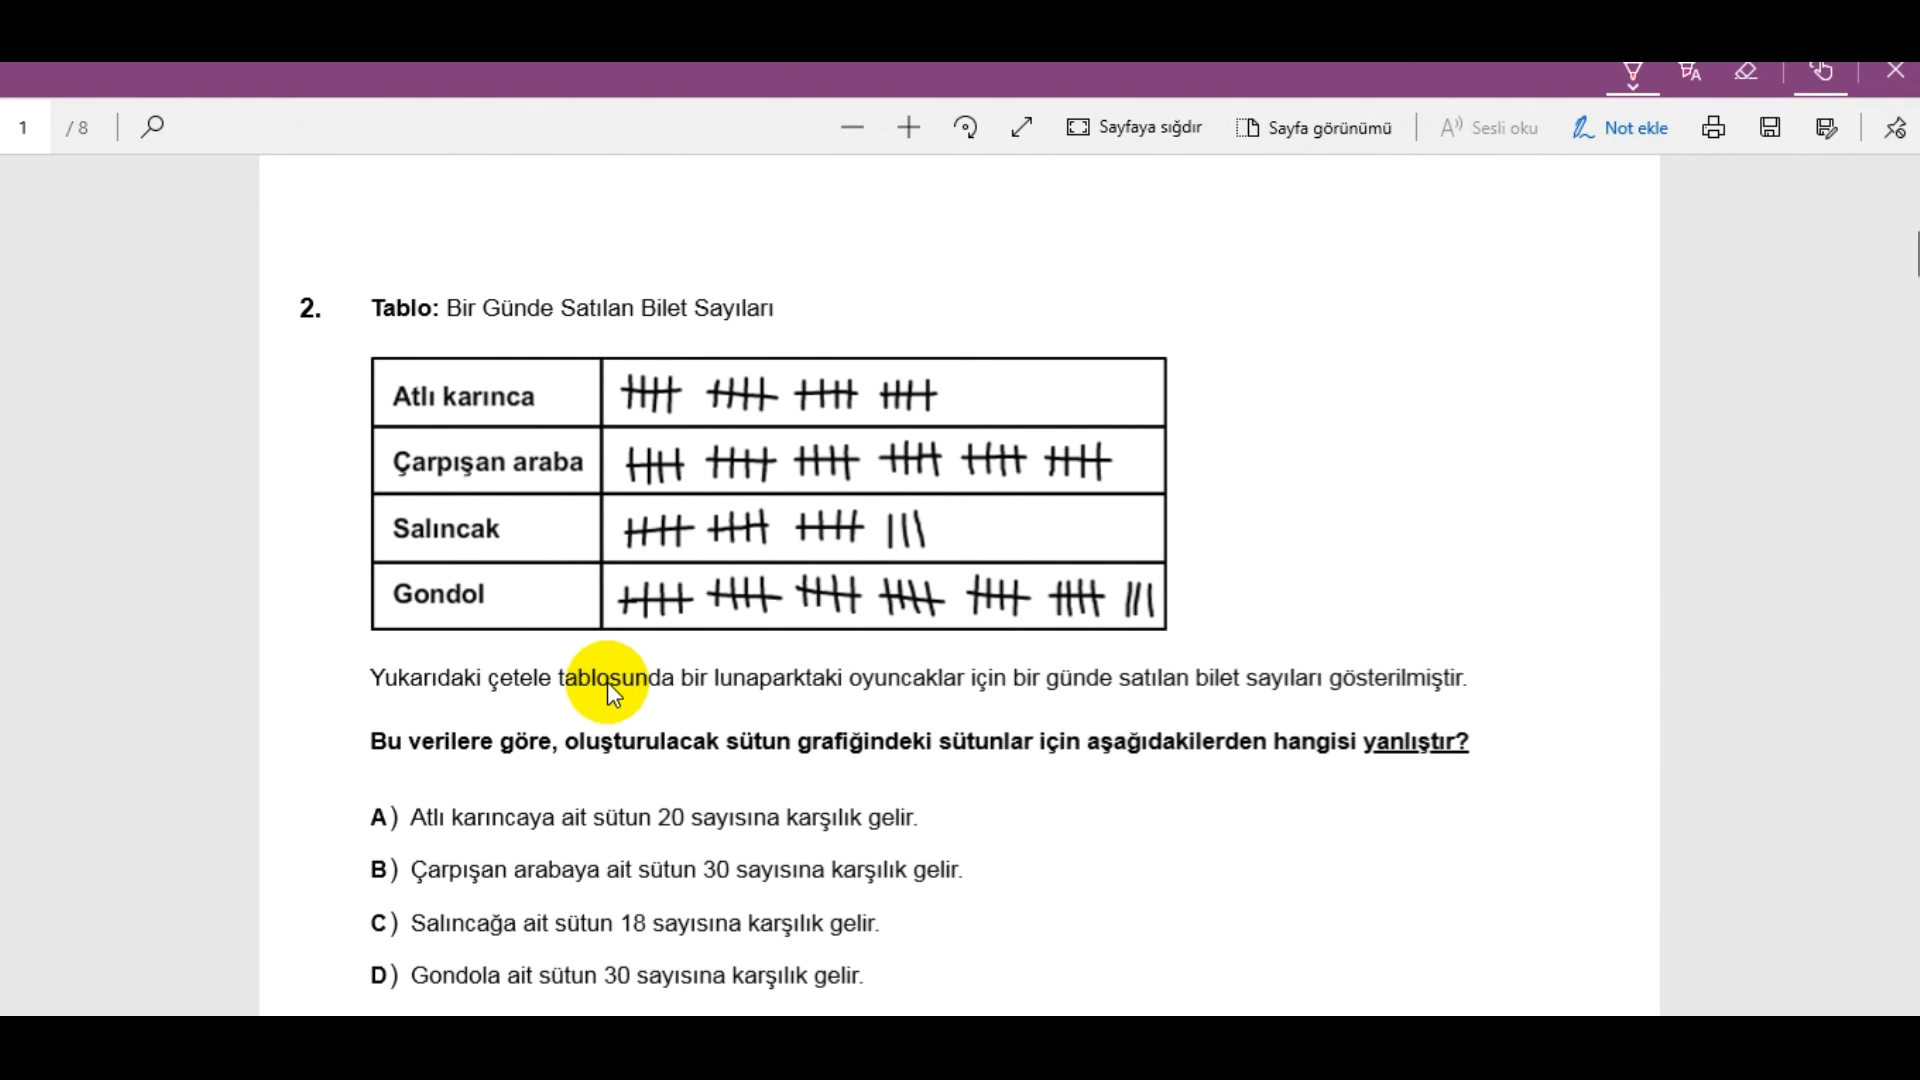 1 / 8 Sayfaya sığdır Sayfa görünümü A Sesli oku Not ekle
2. Tablo: Bir Günde Satılan Bilet Sayıları
Atlı karınca
Çarpışan araba
Salıncak
Gondol
Yukarıdaki çetele tablosunda bir lunaparktaki oyuncaklar için bir günde satılan bilet sayıları gösterilmiştir.
Bu verilere göre, oluşturulacak sütun grafiğindeki sütunlar için aşağıdakilerden hangisi yanlıştır?
A) Atlı karıncaya ait sütun 20 sayısına karşılık gelir.
B) Çarpışan arabaya ait sütun 30 sayısına karşılık gelir.
C) Salıncağa ait sütun 18 sayısına karşılık gelir.
D) Gondola ait sütun 30 sayısına karşılık gelir.